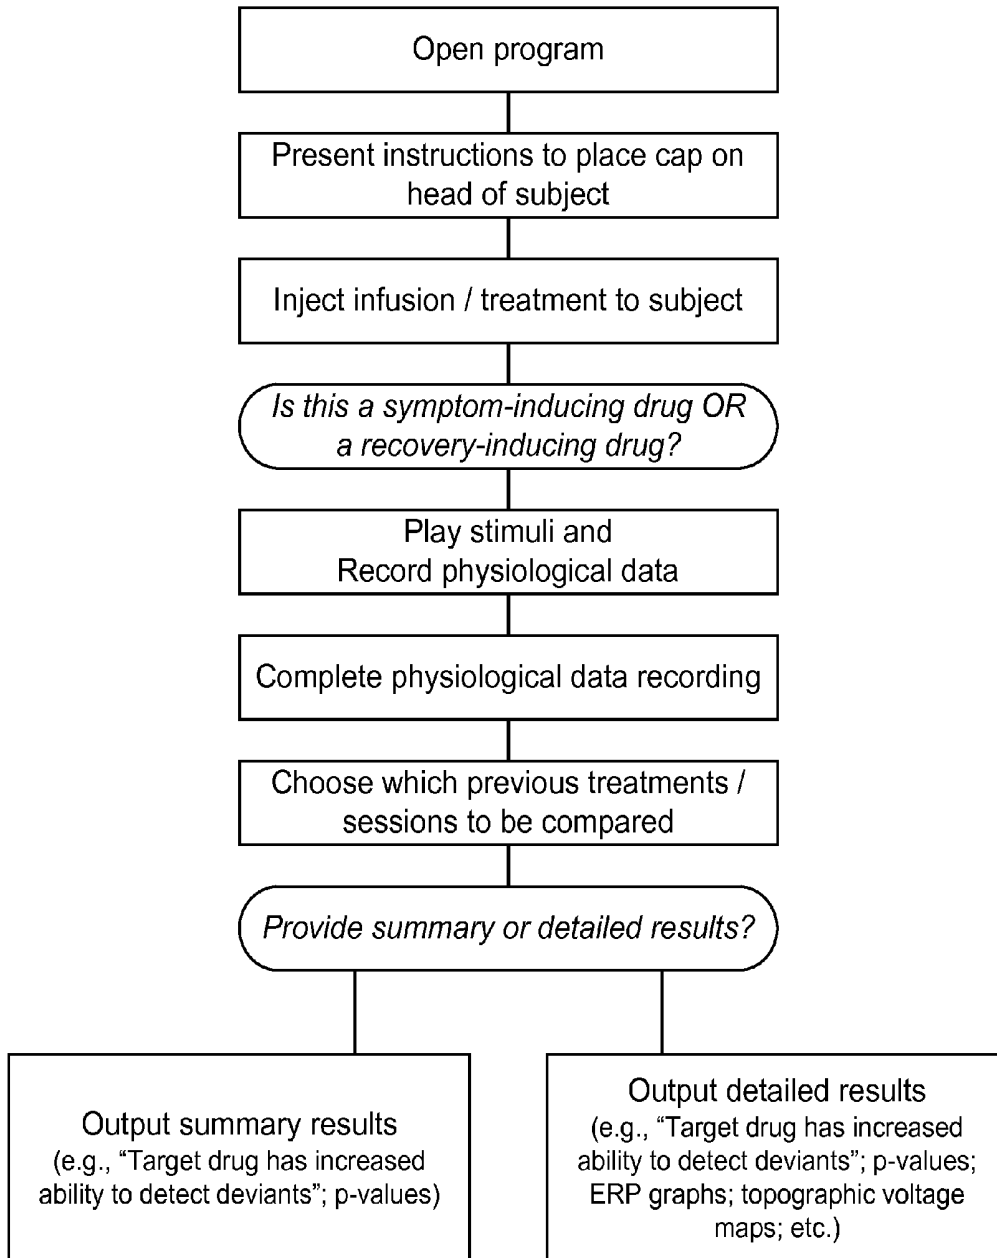 Open program
Present instructions to place cap on
head of subject
Inject infusion / treatment to subject
Is this a symptom-inducing drug OR
a recovery-inducing drug?
Play stimuli and
Record physiological data
Complete physiological data recording
Choose which previous treatments /
sessions to be compared
Provide summary or detailed results?
Output summary results
(e.g., “Target drug has increased
ability to detect deviants”; p-values)
Output detailed results
(e.g., “Target drug has increased
ability to detect deviants”; p-values;
ERP graphs; topographic voltage
maps; etc.)